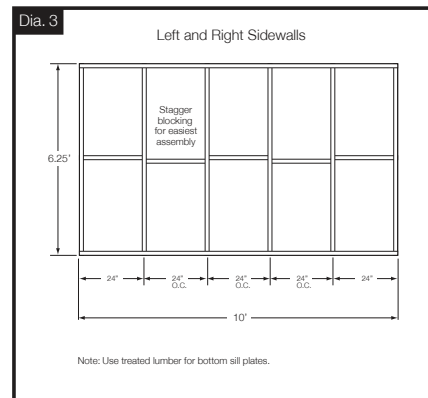 Dia. 3
Left and Right Sidewalls
Stagger
blocking
for easiest
assembly
6.25'
24" 24" 24" 24" 24"
O.C. O.C. O.C.
10'
Note: Use treated lumber for bottom sill plates.